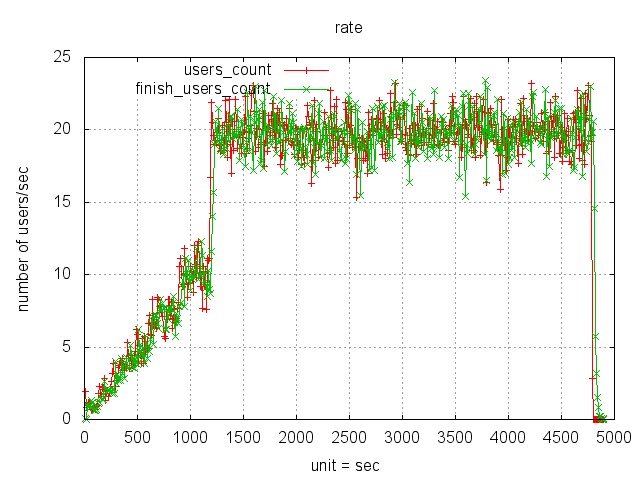 rate
25
20
15
10
5
0
users_count
finish_users_count
number of users/sec
0 500 1000 1500 2000 2500 3000 3500 4000 4500 5000
unit = sec